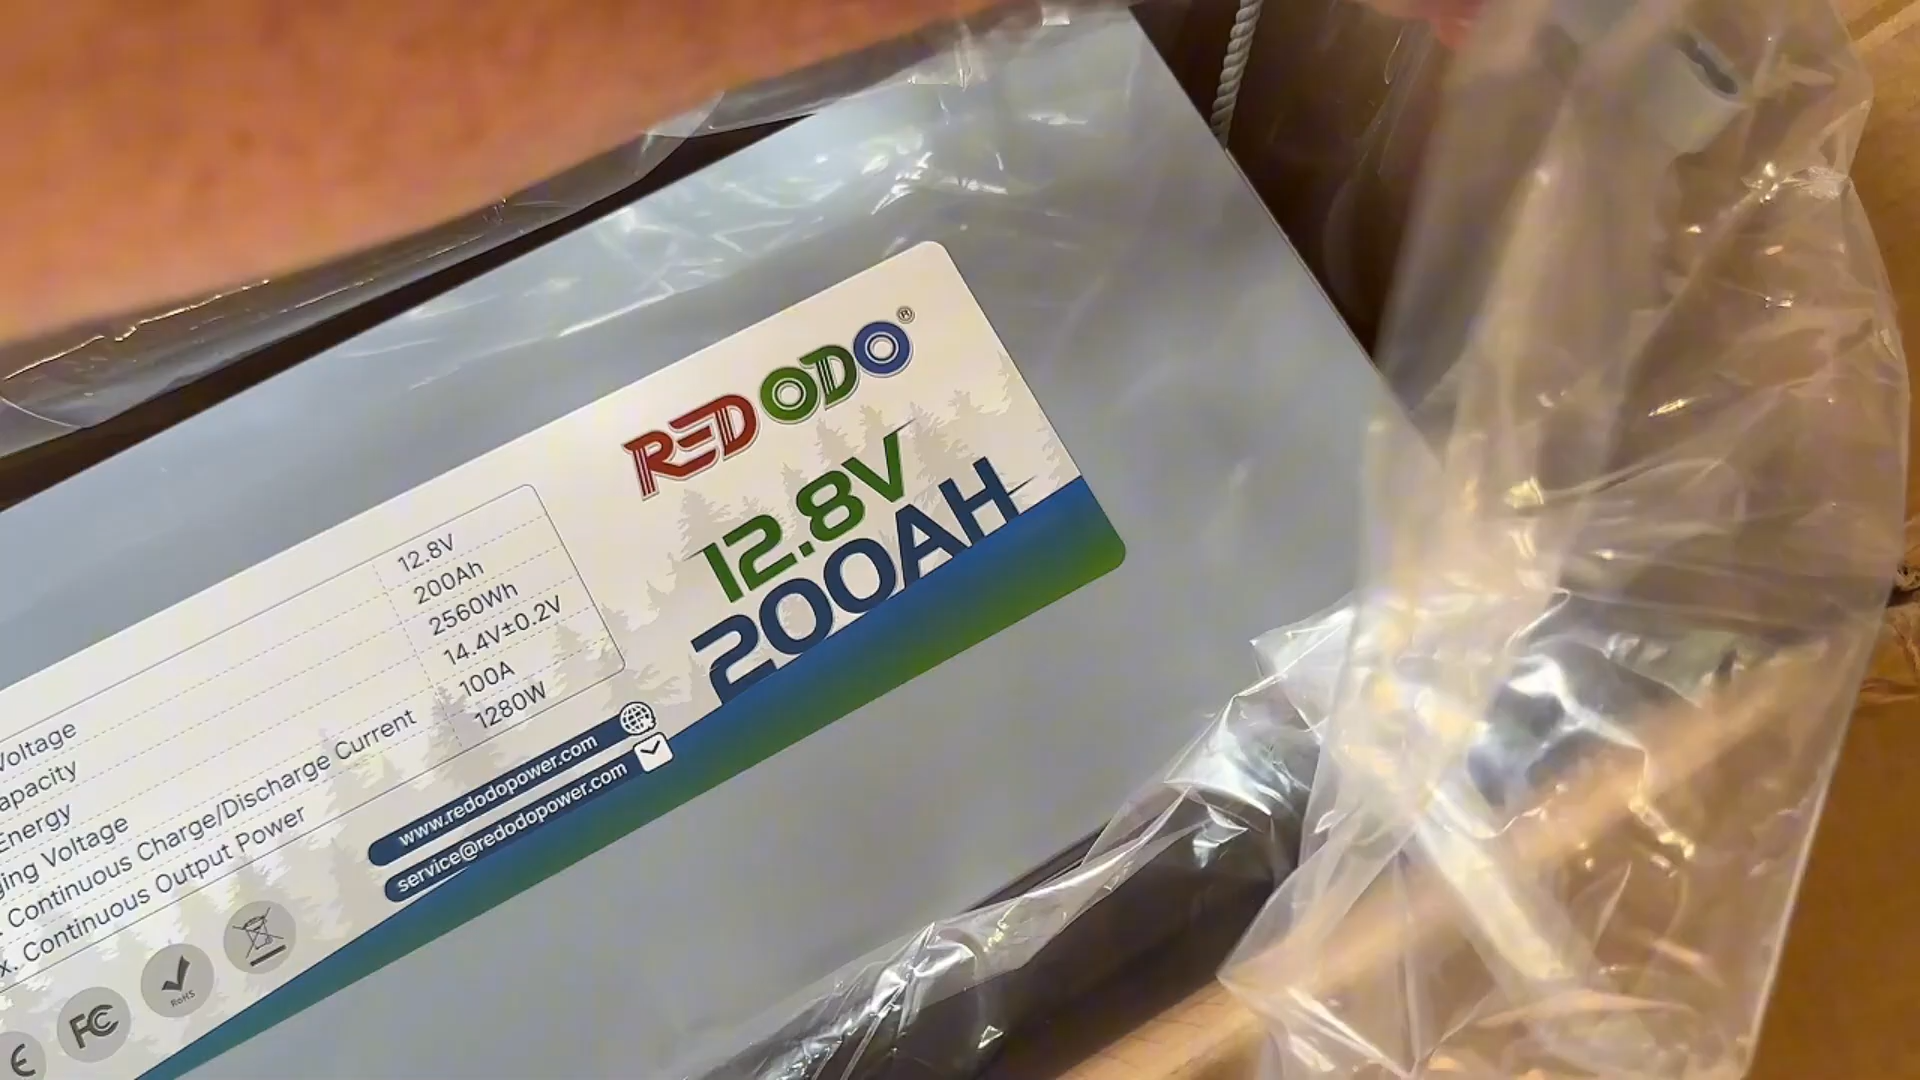 REDODO®
12.8V
200AH
Voltage 12.8V
apacity 200Ah
Energy 2560Wh
ging Voltage 14.4V±0.2V
. Continuous Charge/Discharge Current 100A
x. Continuous Output Power 1280W
www.redodopower.com
service@redodopower.com
CE
FC
RoHS